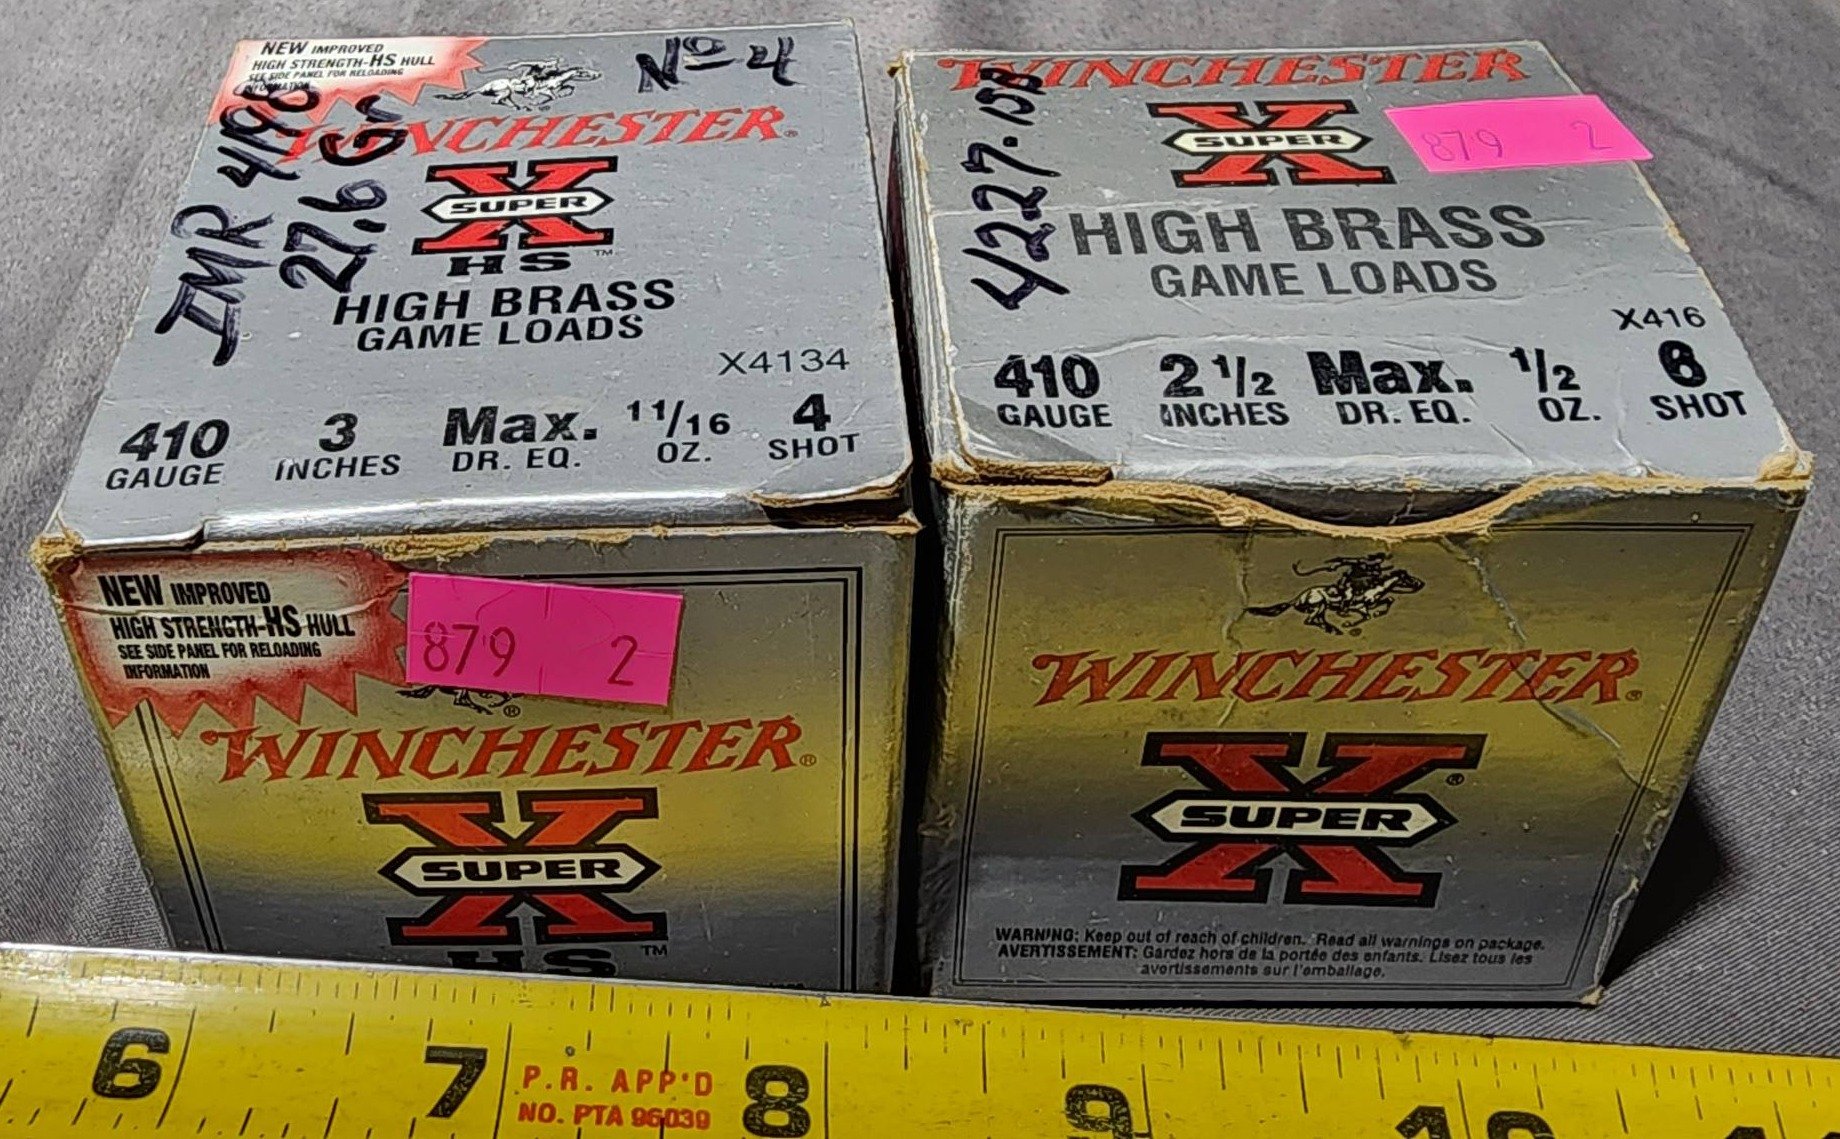 NEW IMPROVED
HIGH STRENGTH-HS HULL
SEE SIDE PANEL FOR RELOADING
INFORMATION
No 4
IMR 4198
27.6 Gr
WINCHESTER®
SUPER
X
HS™
HIGH BRASS
GAME LOADS
X4134
410 3 Max. 11/16 4
GAUGE INCHES DR. EQ. OZ. SHOT
NEW IMPROVED
HIGH STRENGTH-HS HULL
SEE SIDE PANEL FOR RELOADING
INFORMATION
879 2
WINCHESTER®
SUPER
X
HS™
WINCHESTER
SUPER
X
879 2
4227
HIGH BRASS
GAME LOADS
X416
410 2 1/2 Max. 1/2 6
GAUGE INCHES DR. EQ. OZ. SHOT
WINCHESTER®
SUPER
X®
WARNING: Keep out of reach of children. Read all warnings on package.
AVERTISSEMENT: Gardez hors de la portée des enfants. Lisez tous les
avertissements sur l'emballage.
6 7 8 9 10
P.R. APP'D
NO. PTA 96039